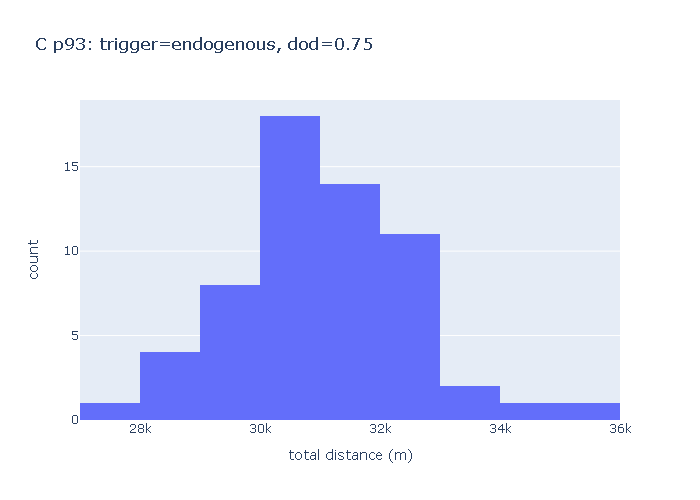 C p93: trigger=endogenous, dod=0.75
15
10
5
0
count
28k
30k
32k
34k
36k
total distance (m)